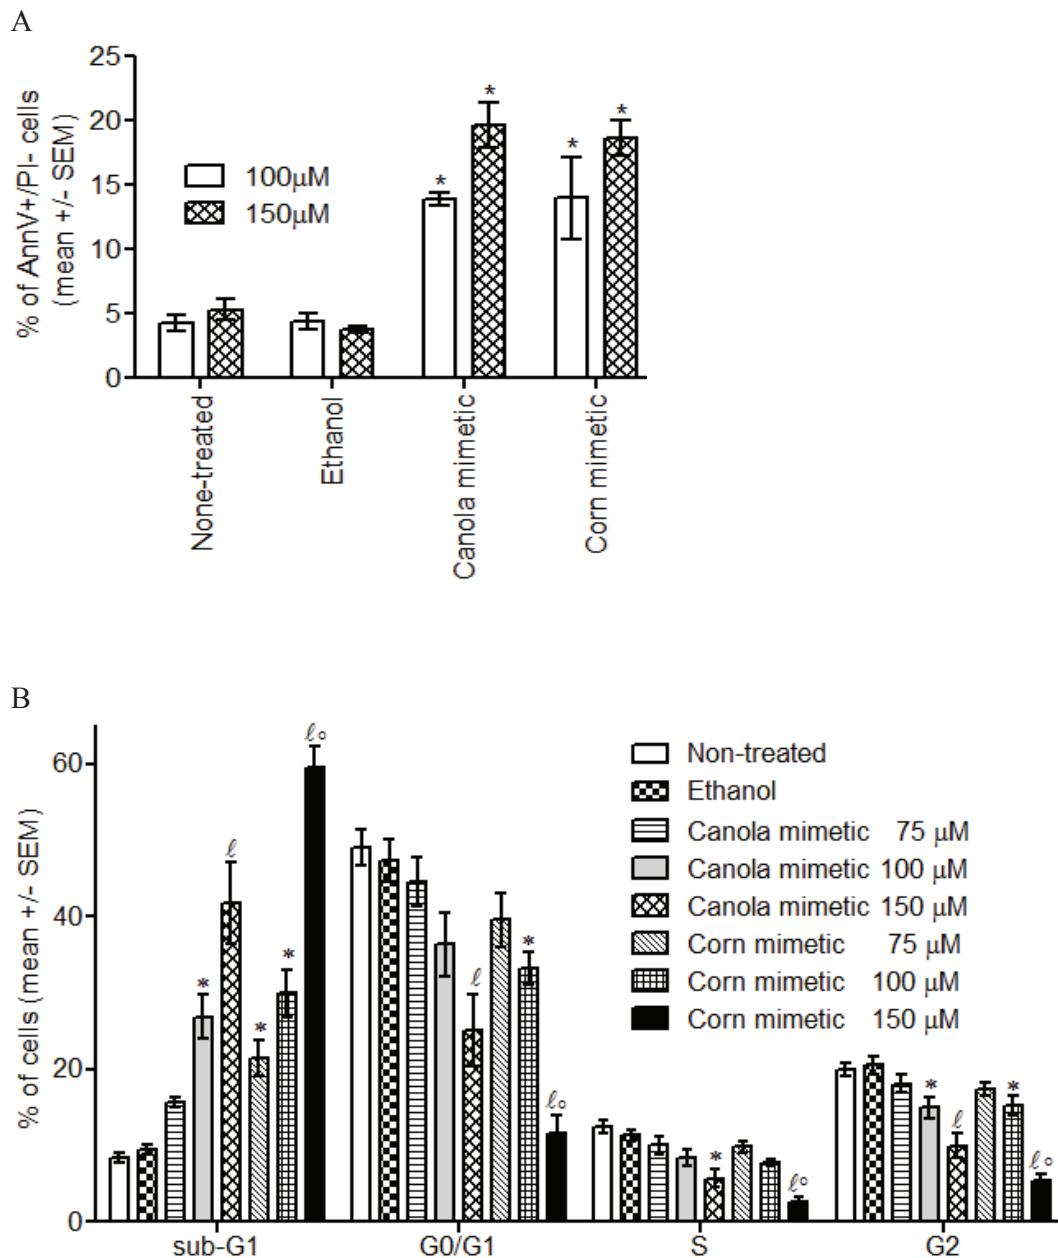 A
% of AnnV+/PI- cells
(mean +/- SEM)
25
20
15
10
5
0
100μM
150μM
*
*
*
*
None-treated
Ethanol
Canola mimetic
Corn mimetic
B
% of cells (mean +/- SEM)
60
40
20
0
Non-treated
Ethanol
Canola mimetic 75 μM
Canola mimetic 100 μM
Canola mimetic 150 μM
Corn mimetic 75 μM
Corn mimetic 100 μM
Corn mimetic 150 μM
*
ℓ
*
*
ℓ∘
ℓ
*
ℓ∘
*
ℓ∘
*
ℓ
*
ℓ∘
sub-G1
G0/G1
S
G2